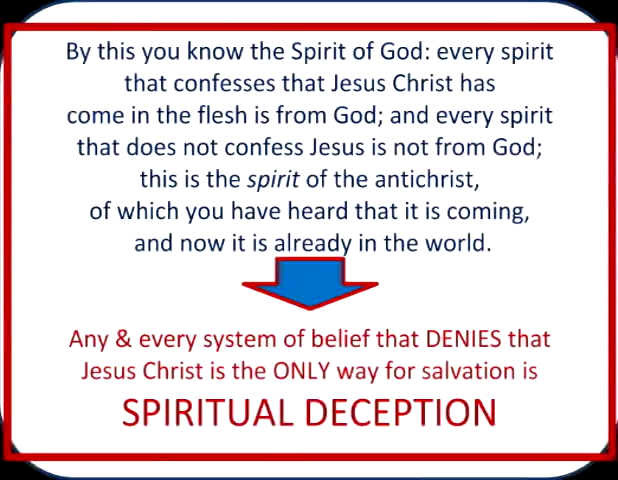 By this you know the Spirit of God: every spirit
that confesses that Jesus Christ has
come in the flesh is from God; and every spirit
that does not confess Jesus is not from God;
this is the spirit of the antichrist,
of which you have heard that it is coming,
and now it is already in the world.
Any & every system of belief that DENIES that
Jesus Christ is the ONLY way for salvation is
SPIRITUAL DECEPTION